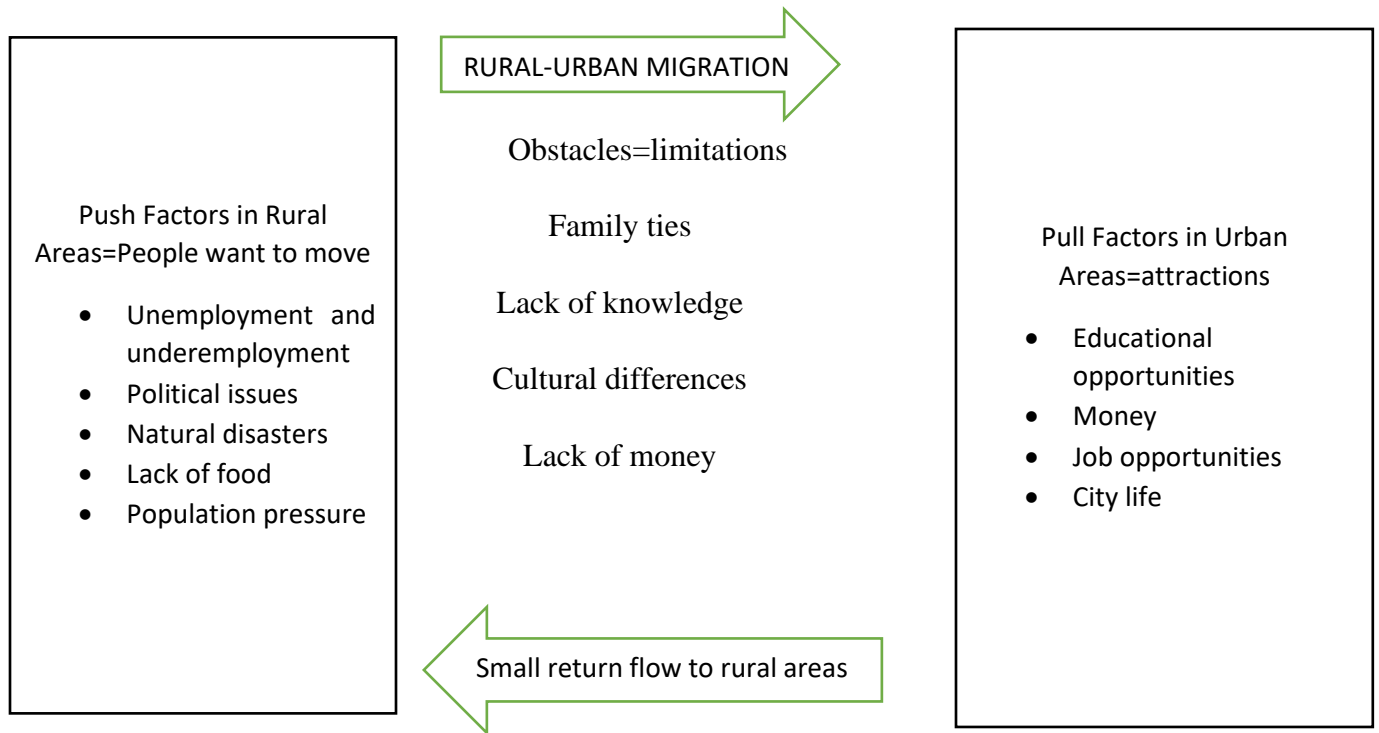 Push Factors in Rural
Areas=People want to move
• Unemployment and
underemployment
• Political issues
• Natural disasters
• Lack of food
• Population pressure
RURAL-URBAN MIGRATION
Obstacles=limitations
Family ties
Lack of knowledge
Cultural differences
Lack of money
Small return flow to rural areas
Pull Factors in Urban
Areas=attractions
• Educational
opportunities
• Money
• Job opportunities
• City life